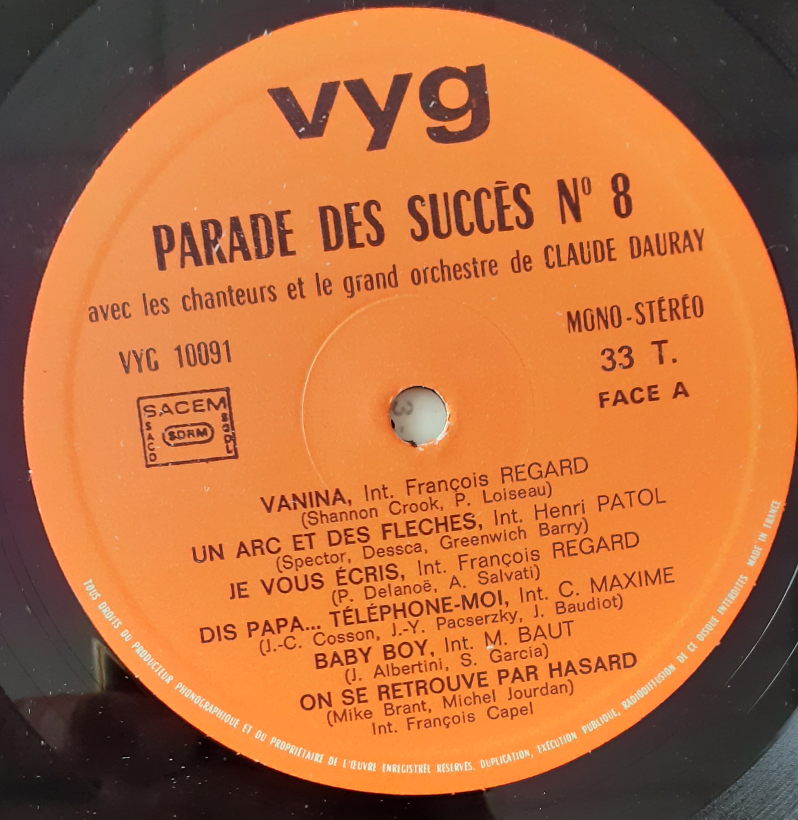 vyg
PARADE DES SUCCÈS Nº 8
avec les chanteurs et le grand orchestre de CLAUDE DAURAY
VYG 10091
MONO-STÉRÉO
33 T.
FACE A
SACEM
SACD
SDRM
SGDL
VANINA, Int. François REGARD
(Shannon Crook, P. Loiseau)
UN ARC ET DES FLECHES, Int. Henri PATOL
(Spector, Dessca, Greenwich Barry)
JE VOUS ÉCRIS, Int. François REGARD
(P. Delanoë, A. Salvati)
DIS PAPA... TÉLÉPHONE-MOI, Int. C. MAXIME
(J.-C. Cosson, J.-Y. Pacserzky, J. Baudiot)
BABY BOY, Int. M. BAUT
(J. Albertini, S. Garcia)
ON SE RETROUVE PAR HASARD
(Mike Brant, Michel Jourdan)
Int. François Capel
TOUS DROITS DU PRODUCTEUR PHONOGRAPHIQUE ET DU PROPRIÉTAIRE DE L'ŒUVRE ENREGISTRÉE RÉSERVÉS. DUPLICATION, EXÉCUTION PUBLIQUE, RADIODIFFUSION DE CE DISQUE INTERDITES MADE IN FRANCE